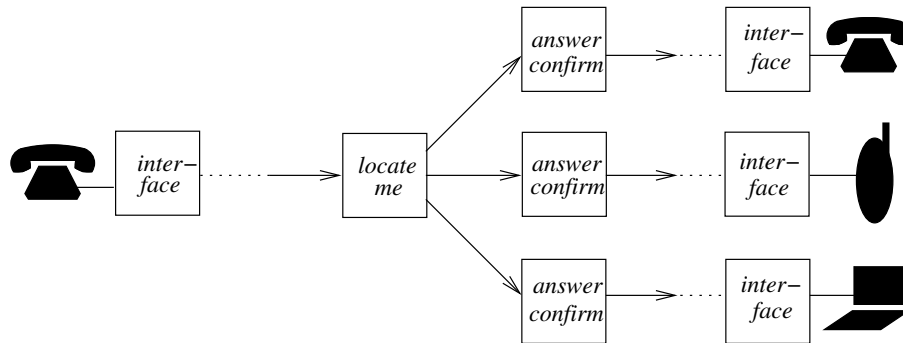 inter-
face
locate
me
answer
confirm
inter-
face
answer
confirm
inter-
face
answer
confirm
inter-
face